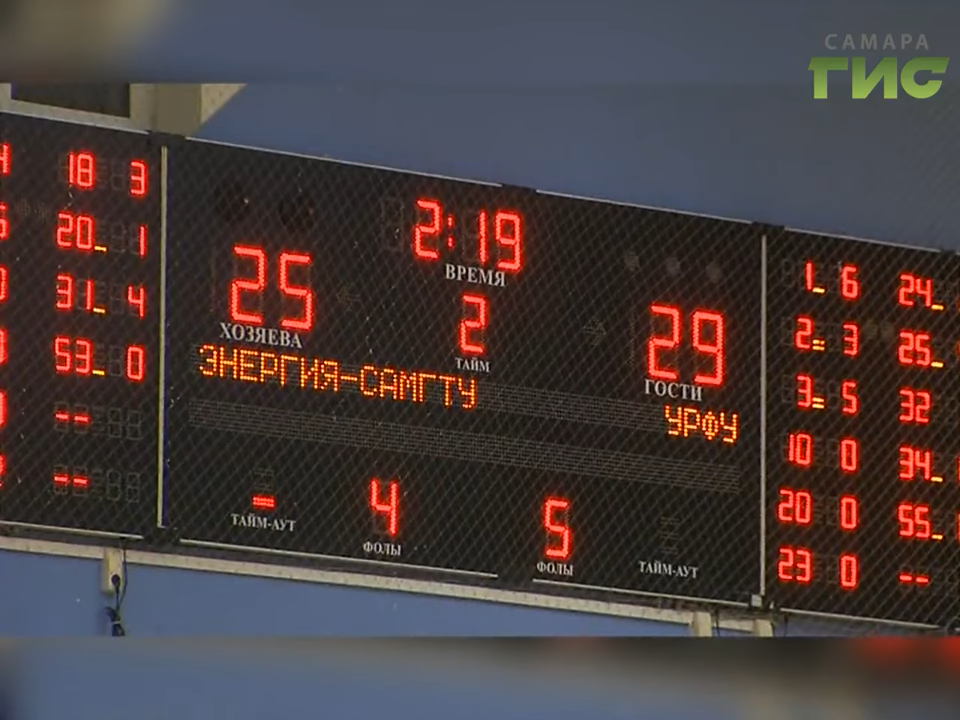 САМАРА
ГИС
18 3
20 1
31 4
53 0
--
--
2:19
ВРЕМЯ
25
ХОЗЯЕВА
2
ТАЙМ
29
ГОСТИ
ЭНЕРГИЯ-САМГТУ
УРФУ
ТАЙМ-АУТ
4
ФОЛЫ
5
ФОЛЫ
ТАЙМ-АУТ
1 6 24
2 3 25
3 5 32
10 0 34
20 0 55
23 0 --